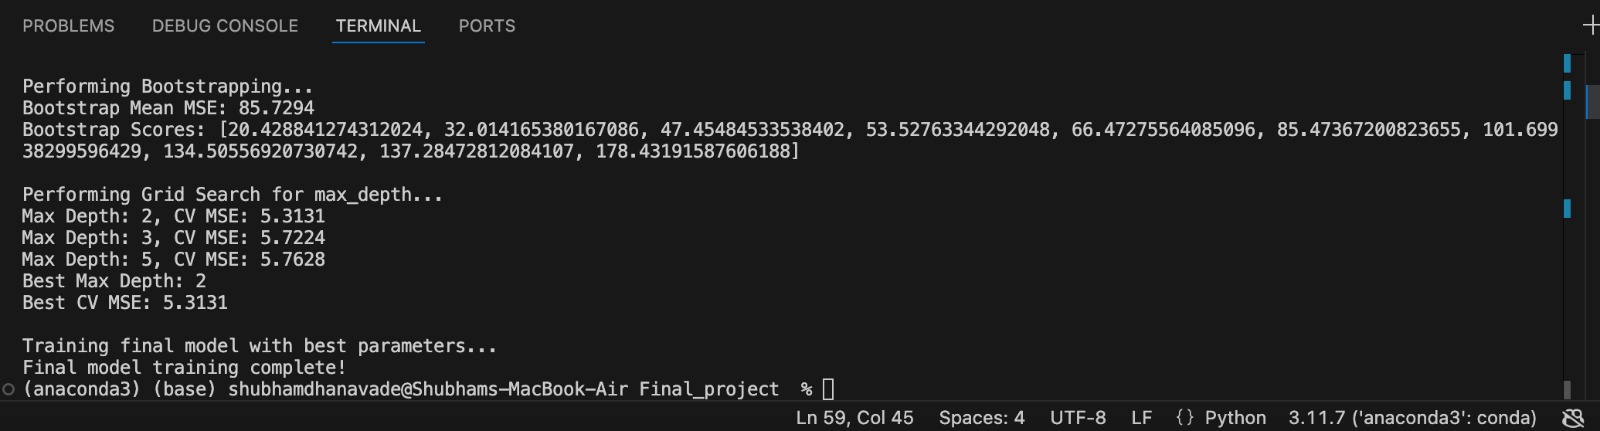 PROBLEMS DEBUG CONSOLE TERMINAL PORTS
Performing Bootstrapping...
Bootstrap Mean MSE: 85.7294
Bootstrap Scores: [20.428841274312024, 32.014165380167086, 47.45484533538402, 53.52763344292048, 66.47275564085096, 85.47367200823655, 101.699
38299596429, 134.50556920730742, 137.28472812084107, 178.43191587606188]
Performing Grid Search for max_depth...
Max Depth: 2, CV MSE: 5.3131
Max Depth: 3, CV MSE: 5.7224
Max Depth: 5, CV MSE: 5.7628
Best Max Depth: 2
Best CV MSE: 5.3131
Training final model with best parameters...
Final model training complete!
(anaconda3) (base) shubhamdhanavade@Shubhams-MacBook-Air Final_project %
Ln 59, Col 45 Spaces: 4 UTF-8 LF {} Python 3.11.7 ('anaconda3': conda)